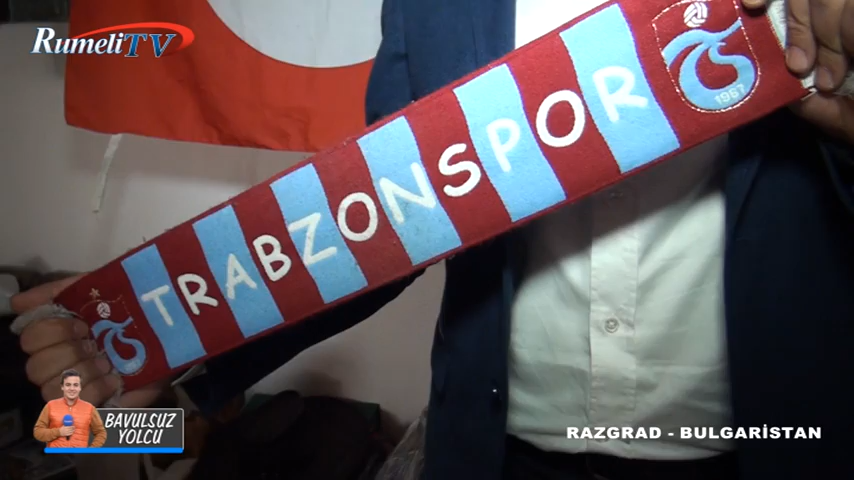 RumeliTV
TRABZONSPOR
1967
BAVULSUZ
YOLCU
RAZGRAD - BULGARİSTAN